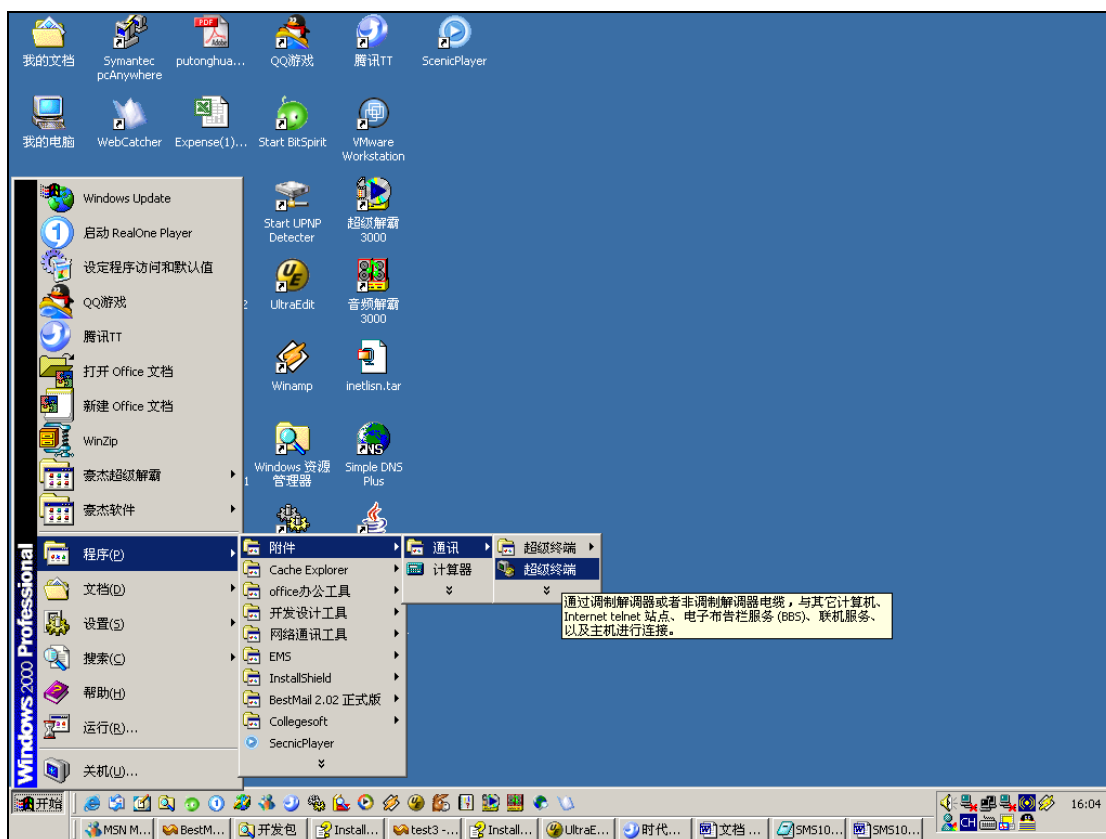 我的文档
Symantec
pcAnywhere
putonghua...
QQ游戏
腾讯TT
ScenicPlayer
我的电脑
WebCatcher
Expense(1)...
Start BitSpirit
VMware
Workstation
Start UPNP
Detecter
超级解霸
3000
2
UltraEdit
音频解霸
3000
Winamp
inetlisn.tar
1
Windows 资源
管理器
Simple DNS
Plus
Windows 2000 Professional
Windows Update
启动 RealOne Player
设定程序访问和默认值
QQ游戏
腾讯TT
打开 Office 文档
新建 Office 文档
WinZip
豪杰超级解霸
豪杰软件
程序(P)
文档(D)
设置(S)
搜索(C)
帮助(H)
运行(R)...
关机(U)...
附件
Cache Explorer
office办公工具
开发设计工具
网络通讯工具
EMS
InstallShield
BestMail 2.02 正式版
Collegesoft
SecnicPlayer
通讯
计算器
超级终端
超级终端
通过调制解调器或者非调制解调器电缆，与其它计算机、
Internet telnet 站点、电子布告栏服务 (BBS)、联机服务、
以及主机进行连接。
开始
16:04
CH
MSN M...
BestM...
开发包
Install...
test3 -...
Install...
UltraE...
时代...
文档 ...
SMS10...
SMS10...